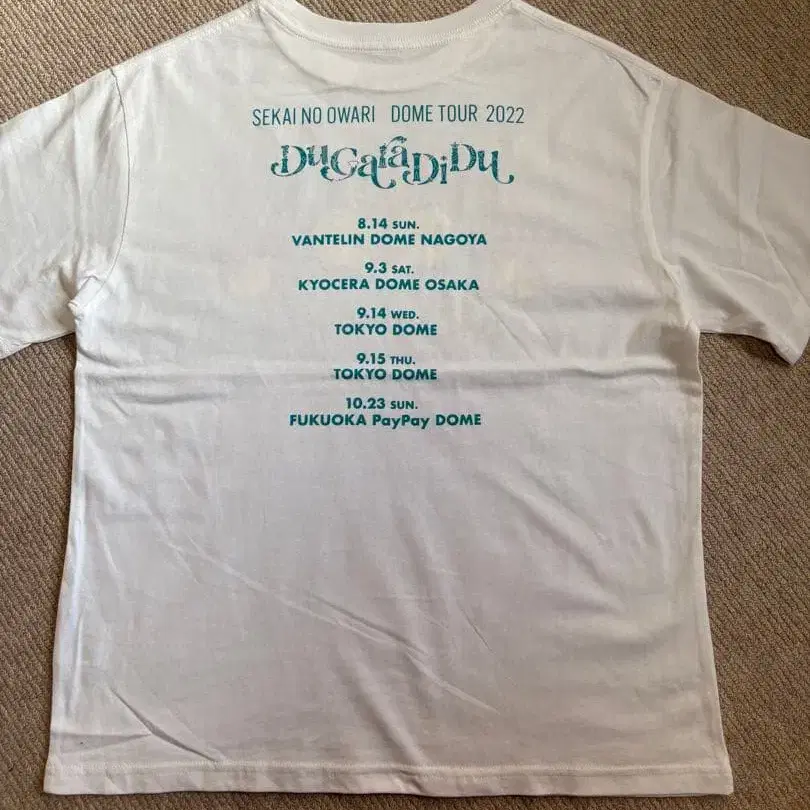 SEKAI NO OWARI DOME TOUR 2022
DuGaraDiDu
8.14 SUN.
VANTELIN DOME NAGOYA
9.3 SAT.
KYOCERA DOME OSAKA
9.14 WED.
TOKYO DOME
9.15 THU.
TOKYO DOME
10.23 SUN.
FUKUOKA PayPay DOME